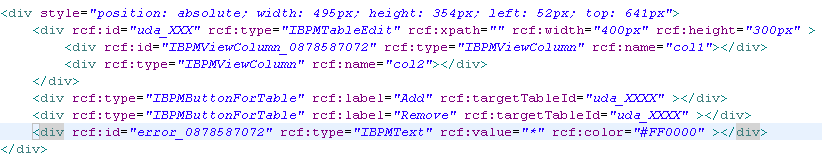 <div style="position: absolute; width: 495px; height: 354px; left: 52px; top: 641px">
<div rcf:id="uda_XXX" rcf:type="IBPMTableEdit" rcf:xpath="" rcf:width="400px" rcf:height="300px" >
<div rcf:id="IBPMViewColumn_0878587072" rcf:type="IBPMViewColumn" rcf:name="col1"></div>
<div rcf:type="IBPMViewColumn" rcf:name="col2"></div>
</div>
<div rcf:type="IBPMButtonForTable" rcf:label="Add" rcf:targetTableId="uda_XXXX" ></div>
<div rcf:type="IBPMButtonForTable" rcf:label="Remove" rcf:targetTableId="uda_XXXX" ></div>
<div rcf:id="error_0878587072" rcf:type="IBPMText" rcf:value="*" rcf:color="#FF0000" ></div>
</div>